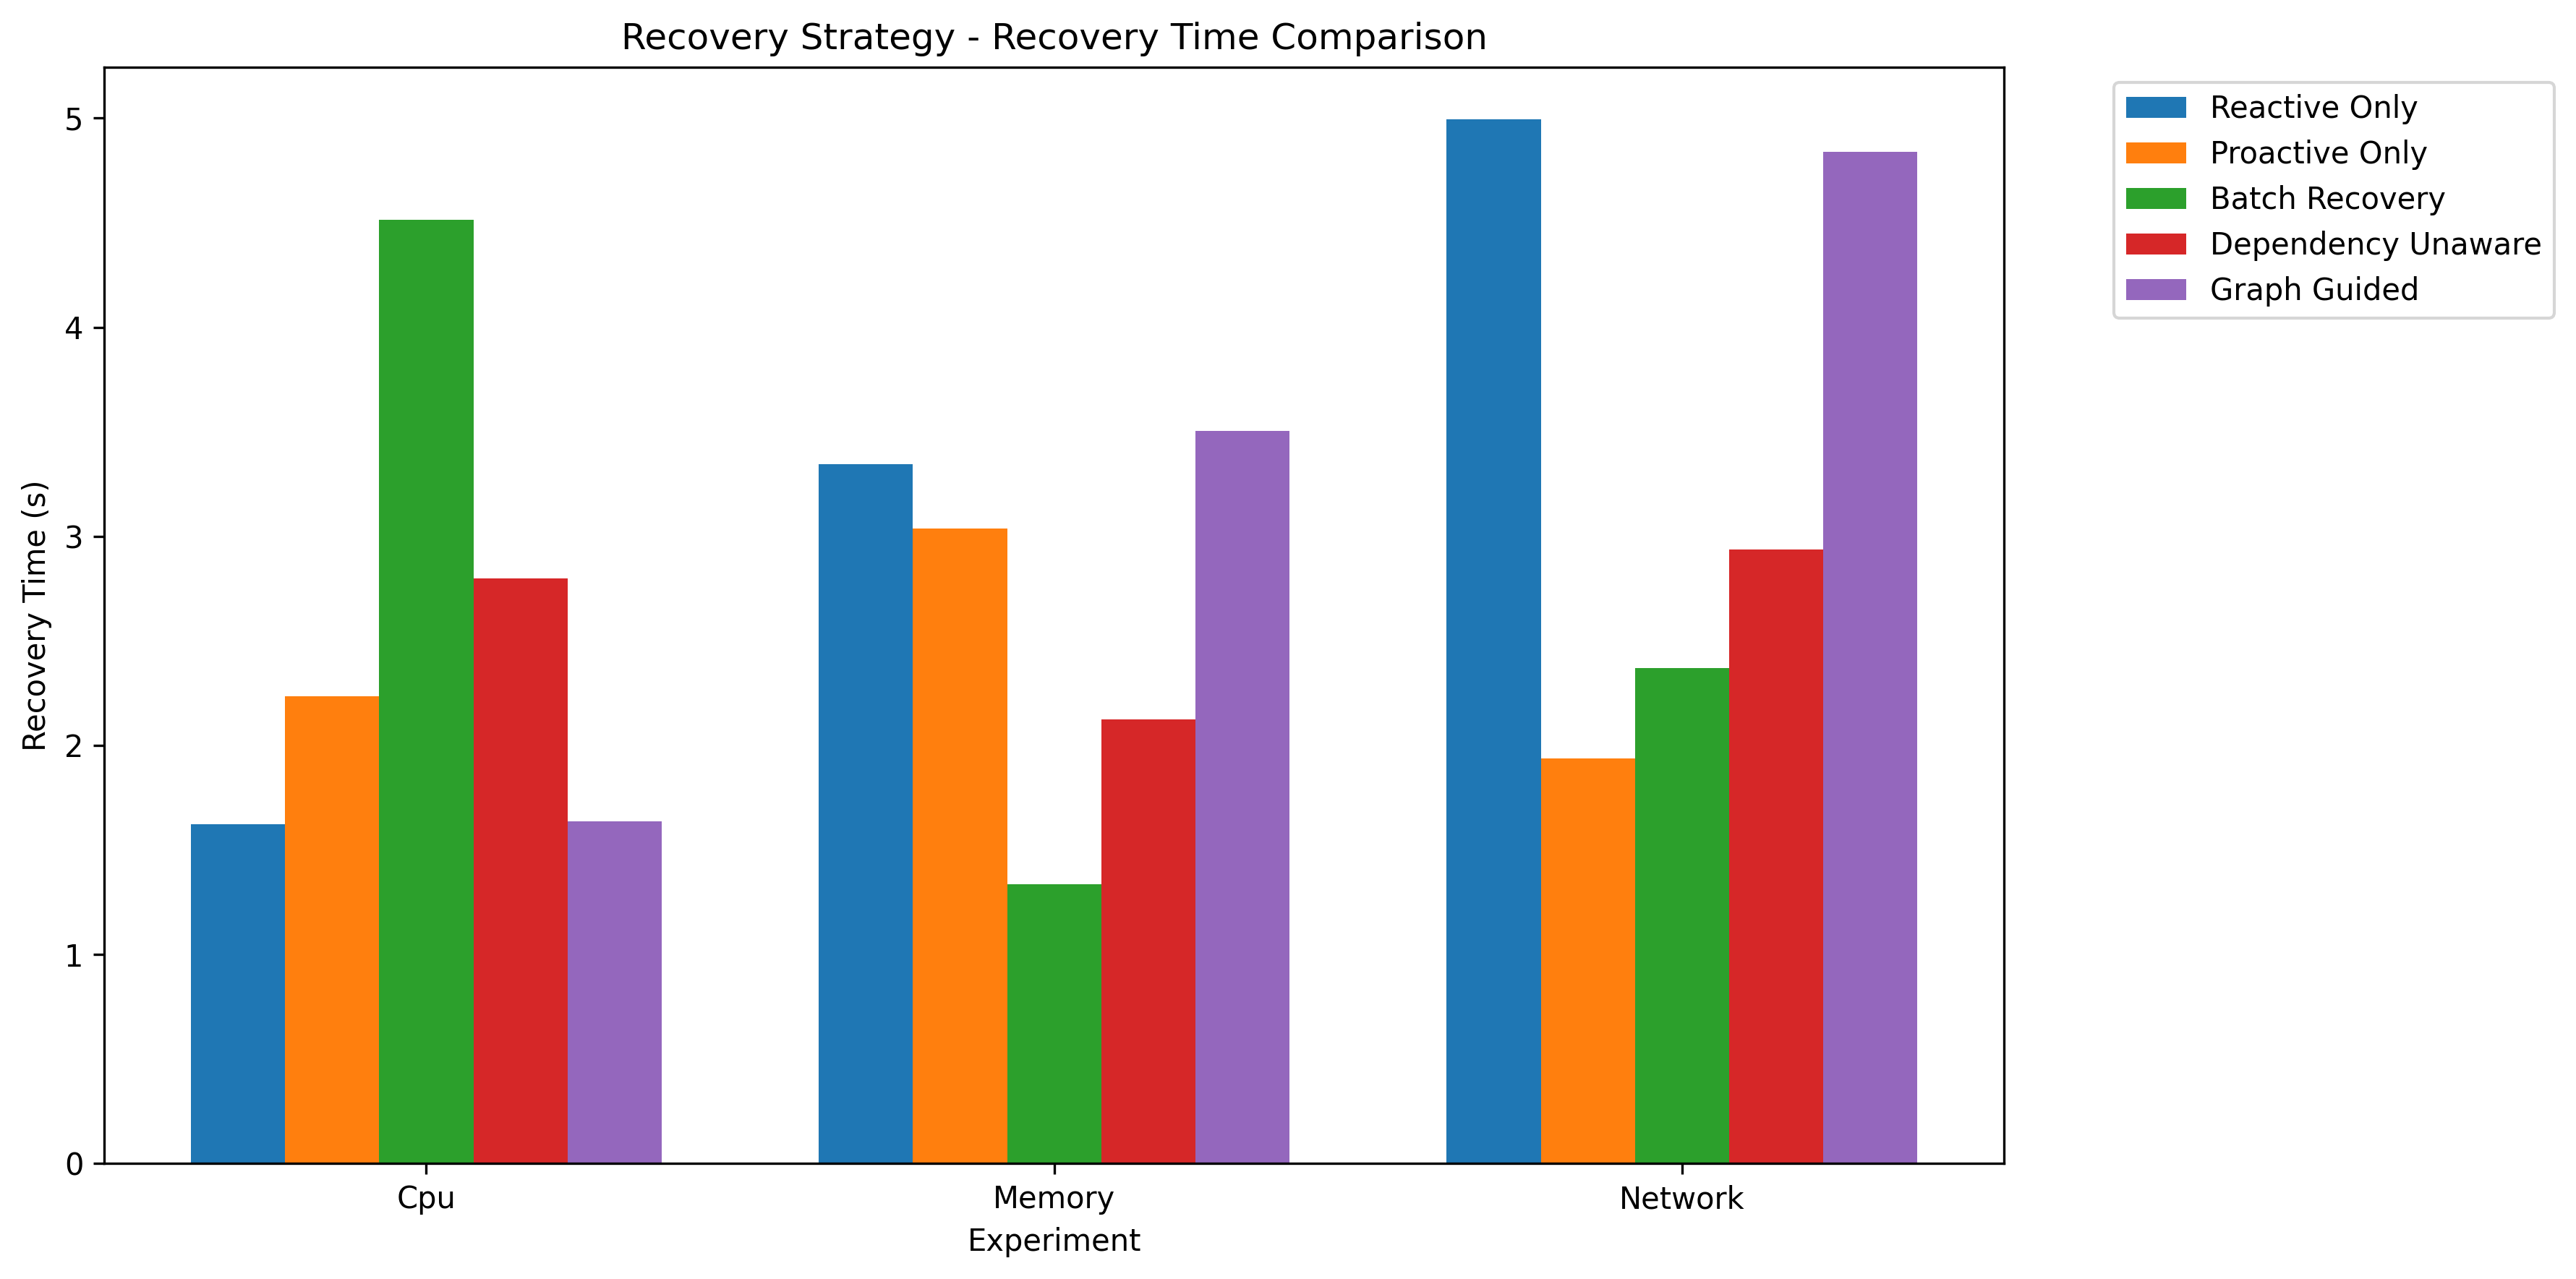 Recovery Strategy - Recovery Time Comparison
Reactive Only
Proactive Only
Batch Recovery
Dependency Unaware
Graph Guided
Recovery Time (s)
5
4
3
2
1
0
Cpu
Memory
Network
Experiment